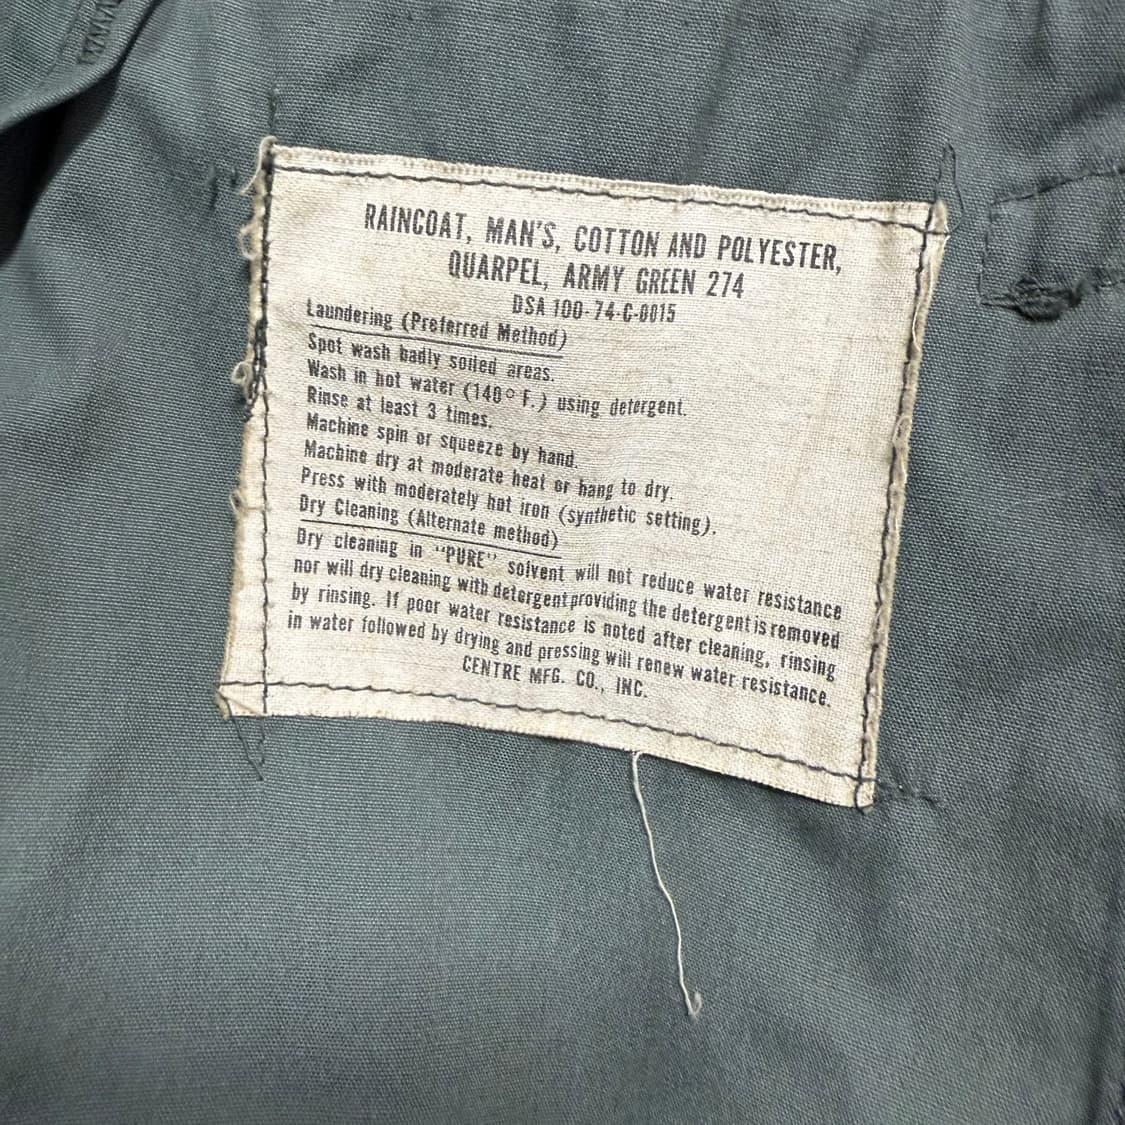 RAINCOAT, MAN'S, COTTON AND POLYESTER,
QUARPEL, ARMY GREEN 274
DSA 100-74-C-0015
Laundering (Preferred Method)
Spot wash badly soiled areas.
Wash in hot water (140° F.) using detergent.
Rinse at least 3 times.
Machine spin or squeeze by hand.
Machine dry at moderate heat or hang to dry.
Press with moderately hot iron (synthetic setting).
Dry Cleaning (Alternate method)
Dry cleaning in "PURE" solvent will not reduce water resistance
nor will dry cleaning with detergent providing the detergent is removed
by rinsing. If poor water resistance is noted after cleaning, rinsing
in water followed by drying and pressing will renew water resistance.
CENTRE MFG. CO., INC.